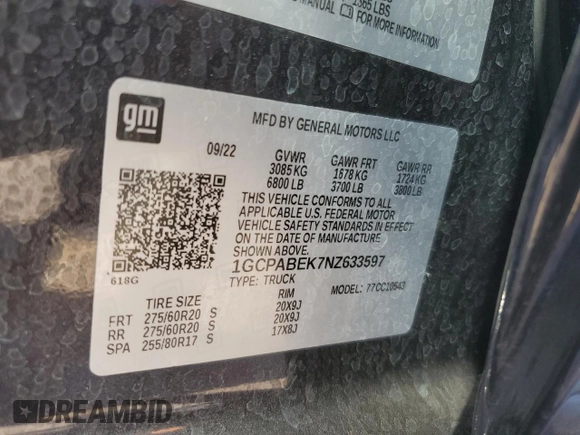 1365 LBS
MANUAL FOR MORE INFORMATION
gm
MFD BY GENERAL MOTORS LLC
09/22 GVWR GAWR FRT GAWR RR
3085 KG 1678 KG 1724 KG
6800 LB 3700 LB 3800 LB
THIS VEHICLE CONFORMS TO ALL
APPLICABLE U.S. FEDERAL MOTOR
VEHICLE SAFETY STANDARDS IN
EFFECT ON THE DATE OF
MANUFACTURE SHOWN ABOVE.
1GCPABEK7NZ633597
TYPE: TRUCK MODEL: 77CC10543
618G
TIRE SIZE RIM
FRT 275/60R20 S 20X9J
RR 275/60R20 S 20X9J
SPA 255/80R17 S 17X8J
DREAMBID